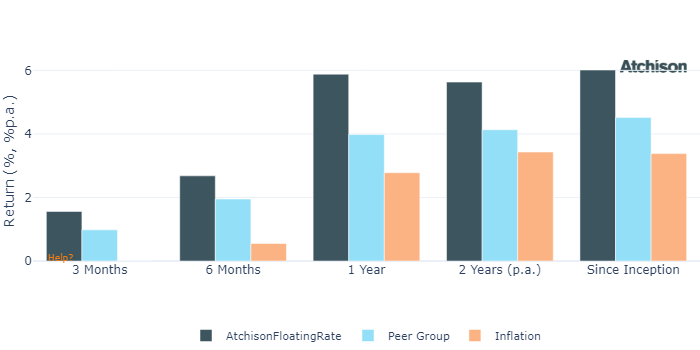 Atchison
6
4
2
0
Return (%, %p.a.)
Help?
3 Months
6 Months
1 Year
2 Years (p.a.)
Since Inception
AtchisonFloatingRate
Peer Group
Inflation